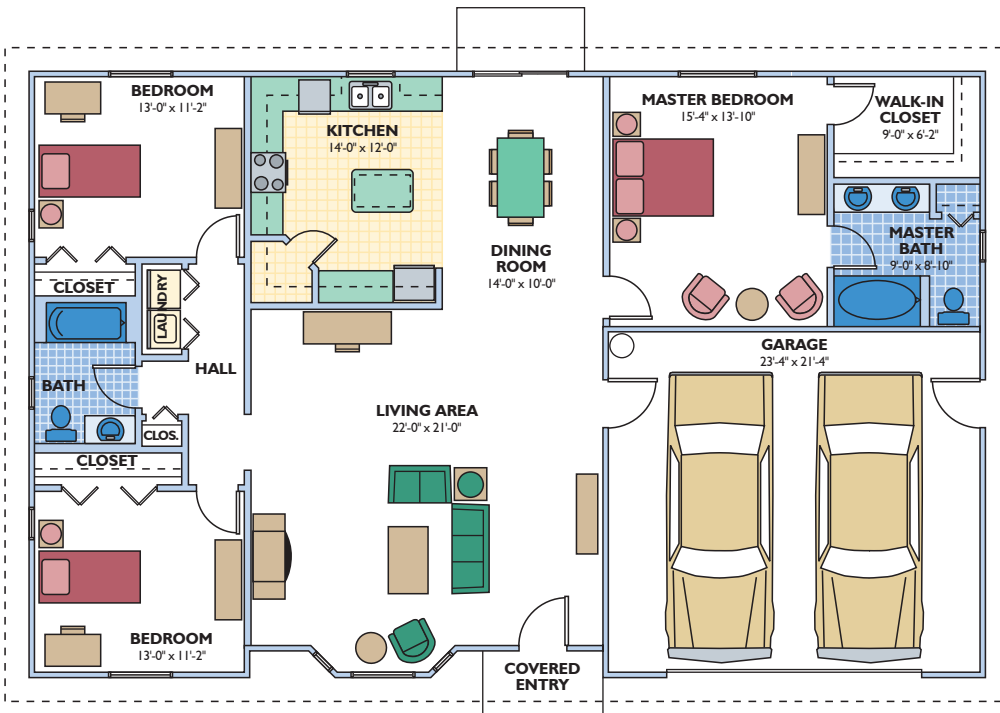 BEDROOM
13'-0" x 11'-2"
KITCHEN
14'-0" x 12'-0"
MASTER BEDROOM
15'-4" x 13'-10"
WALK-IN
CLOSET
9'-0" x 6'-2"
DINING
ROOM
14'-0" x 10'-0"
MASTER
BATH
9'-0" x 8'-10"
CLOSET
LAUNDRY
HALL
BATH
GARAGE
23'-4" x 21'-4"
LIVING AREA
22'-0" x 21'-0"
CLOS.
CLOSET
BEDROOM
13'-0" x 11'-2"
COVERED
ENTRY